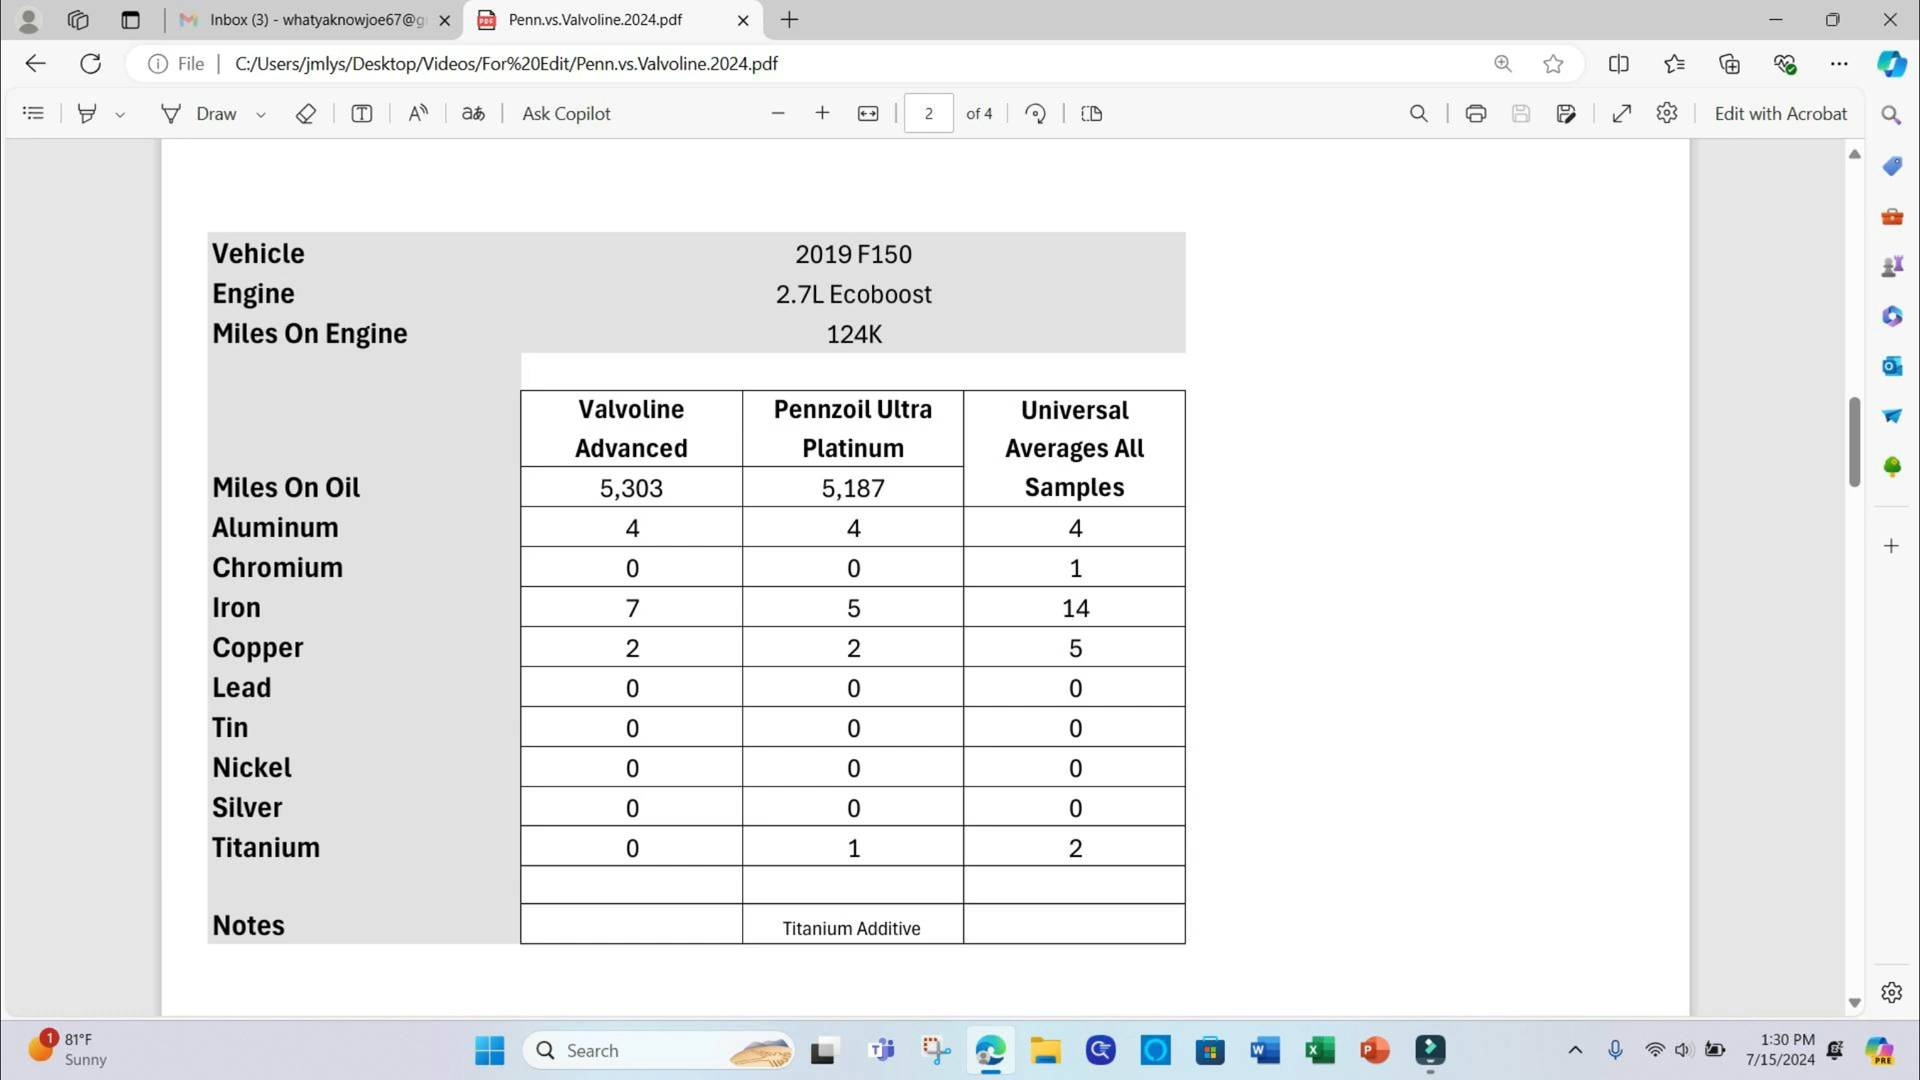 Inbox (3) - whatyaknowjoe67@g
Penn.vs.Valvoline.2024.pdf
File
C:/Users/jmlys/Desktop/Videos/For%20Edit/Penn.vs.Valvoline.2024.pdf
Draw
Ask Copilot
2 of 4
Edit with Acrobat
Vehicle 2019 F150
Engine 2.7L Ecoboost
Miles On Engine 124K
Valvoline Advanced Pennzoil Ultra Platinum Universal Averages All Samples
Miles On Oil 5,303 5,187
Aluminum 4 4 4
Chromium 0 0 1
Iron 7 5 14
Copper 2 2 5
Lead 0 0 0
Tin 0 0 0
Nickel 0 0 0
Silver 0 0 0
Titanium 0 1 2
Notes Titanium Additive
1
81°F
Sunny
Search
1:30 PM
7/15/2024
PRE